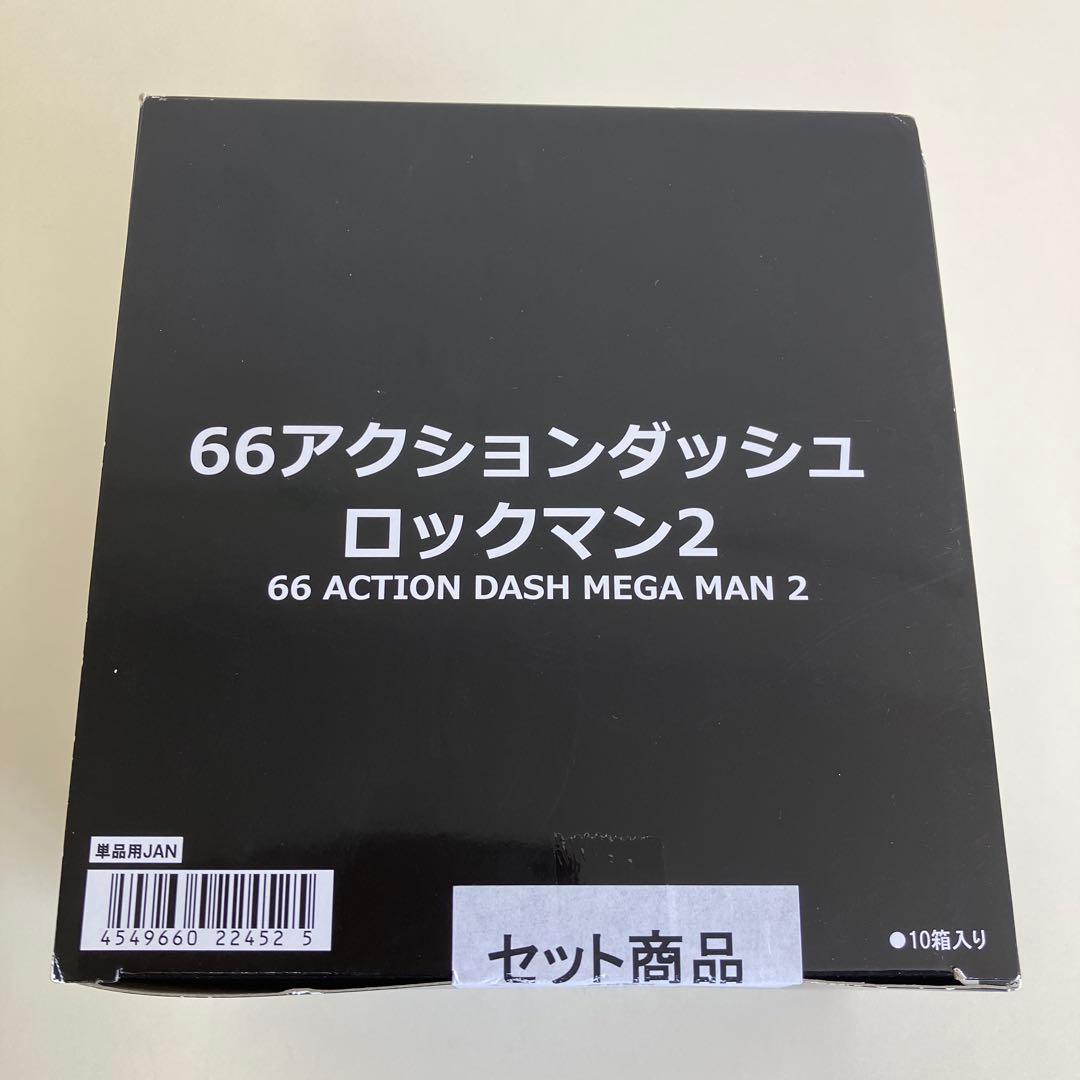 66アクションダッシュ
ロックマン2
66 ACTION DASH MEGA MAN 2
単品用JAN
4549660 22452 5
セット商品
●10箱入り